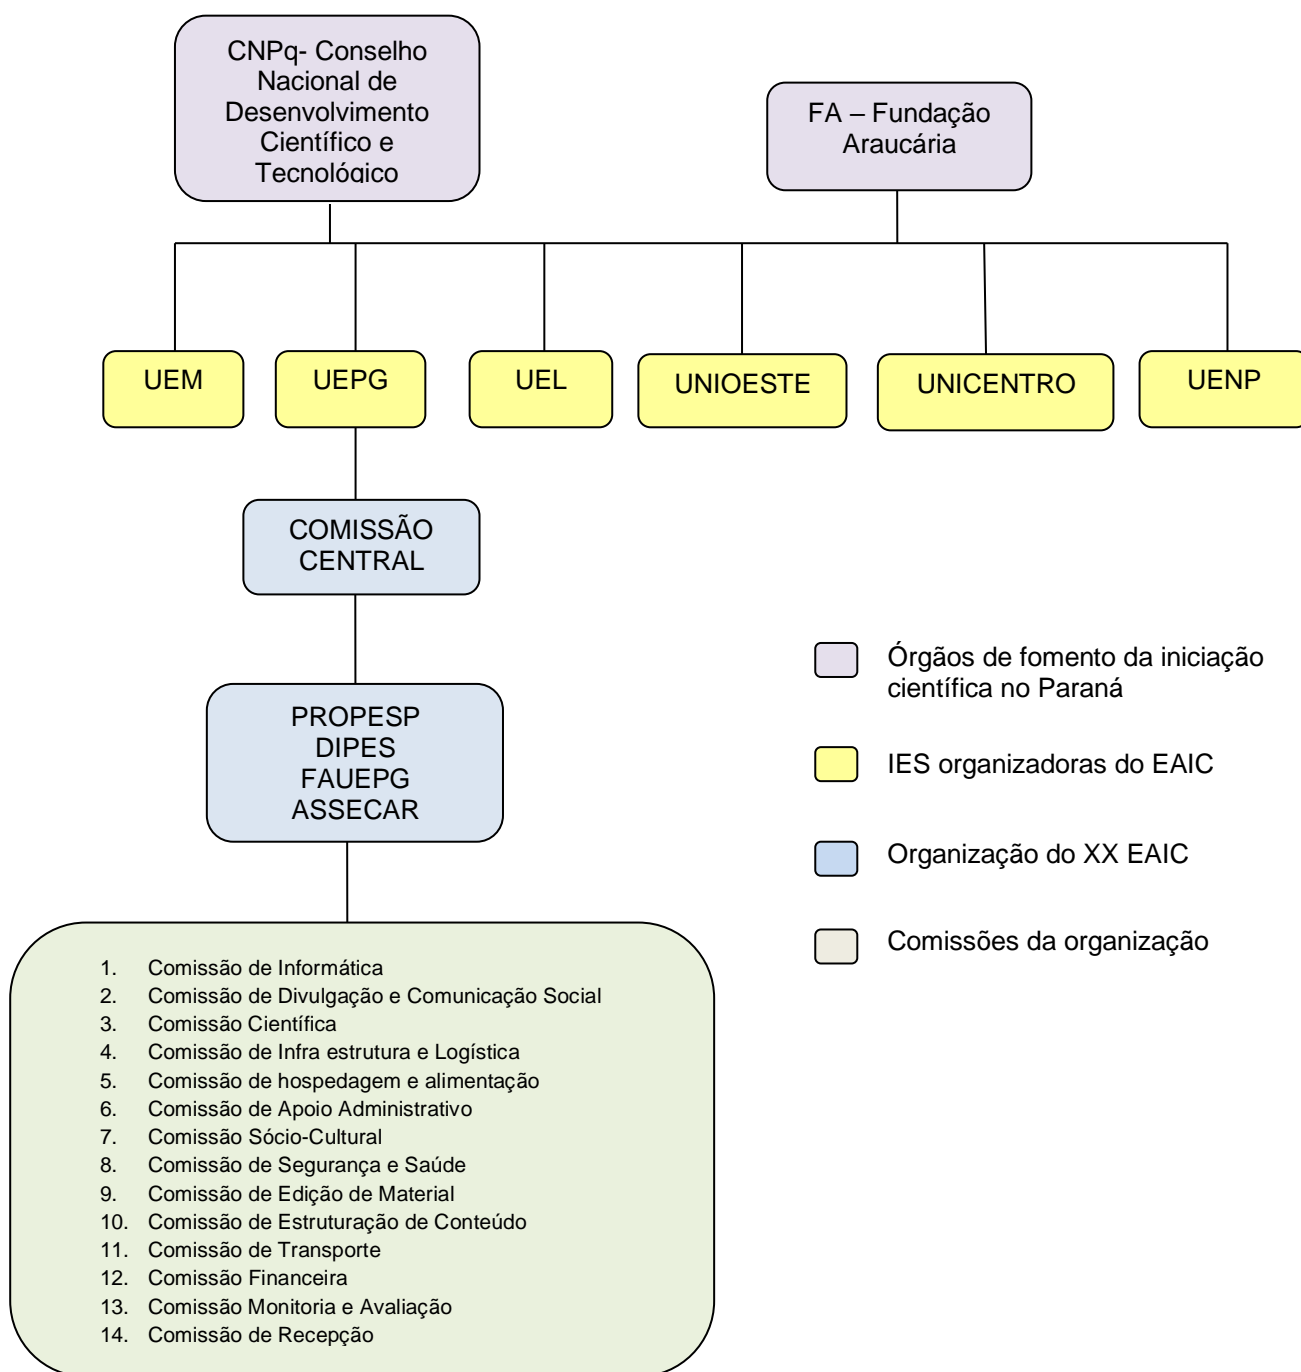 CNPq- Conselho
Nacional de
Desenvolvimento
Científico e
Tecnológico
FA – Fundação
Araucária
UEM
UEPG
UEL
UNIOESTE
UNICENTRO
UENP
COMISSÃO
CENTRAL
PROPESP
DIPES
FAUEPG
ASSECAR
Órgãos de fomento da iniciação
científica no Paraná
IES organizadoras do EAIC
Organização do XX EAIC
Comissões da organização
1. Comissão de Informática
2. Comissão de Divulgação e Comunicação Social
3. Comissão Científica
4. Comissão de Infra estrutura e Logística
5. Comissão de hospedagem e alimentação
6. Comissão de Apoio Administrativo
7. Comissão Sócio-Cultural
8. Comissão de Segurança e Saúde
9. Comissão de Edição de Material
10. Comissão de Estruturação de Conteúdo
11. Comissão de Transporte
12. Comissão Financeira
13. Comissão Monitoria e Avaliação
14. Comissão de Recepção